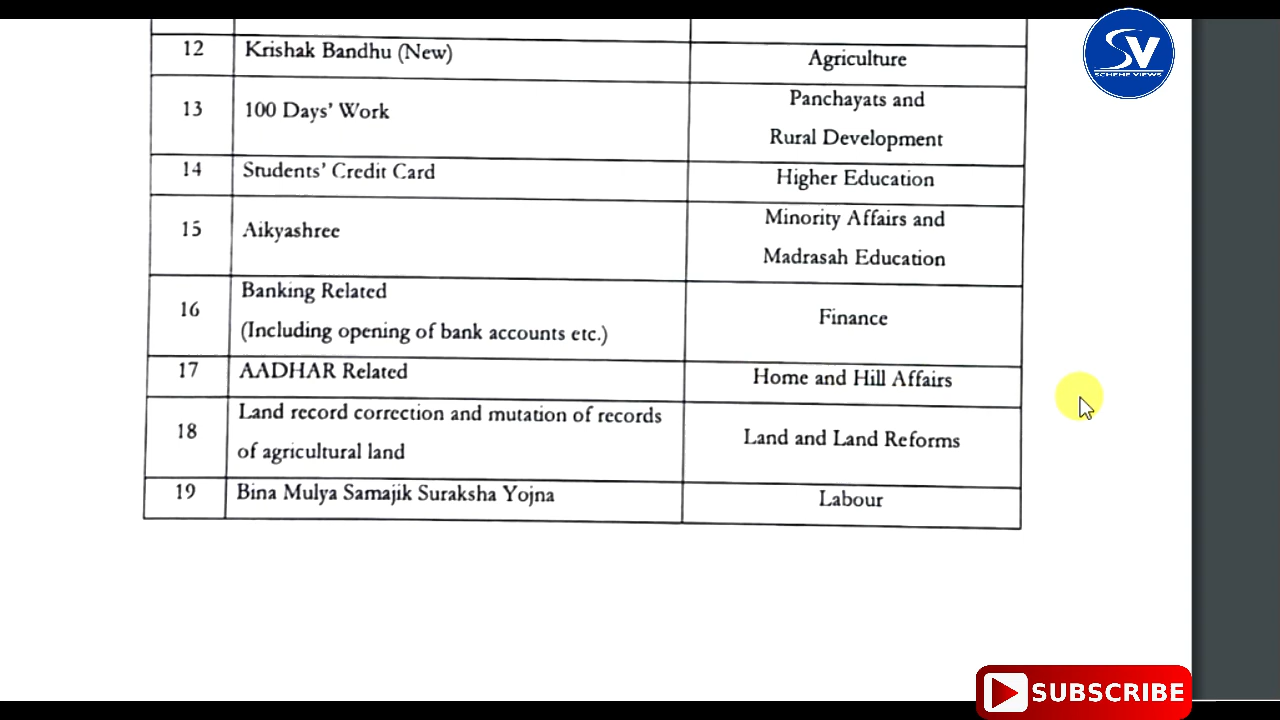 SV
SCHEME VIEWS
12 Krishak Bandhu (New) Agriculture
13 100 Days' Work Panchayats and
Rural Development
14 Students' Credit Card Higher Education
15 Aikyashree Minority Affairs and
Madrasah Education
16 Banking Related
(Including opening of bank accounts etc.) Finance
17 AADHAR Related Home and Hill Affairs
18 Land record correction and mutation of records
of agricultural land Land and Land Reforms
19 Bina Mulya Samajik Suraksha Yojna Labour
SUBSCRIBE